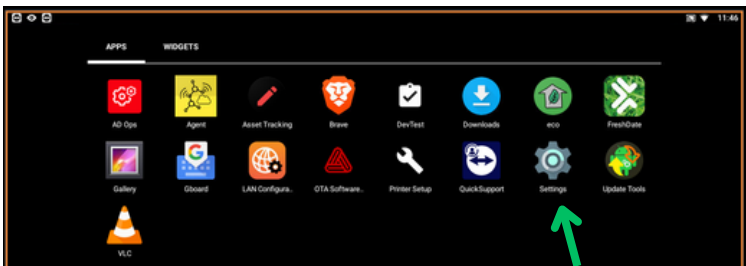 11:46
APPS WIDGETS
AD Ops Agent Asset Tracking Brave DevTest Downloads eco FreshDate
Gallery Gboard LAN Configura.. OTA Software.. Printer Setup QuickSupport Settings Update Tools
VLC